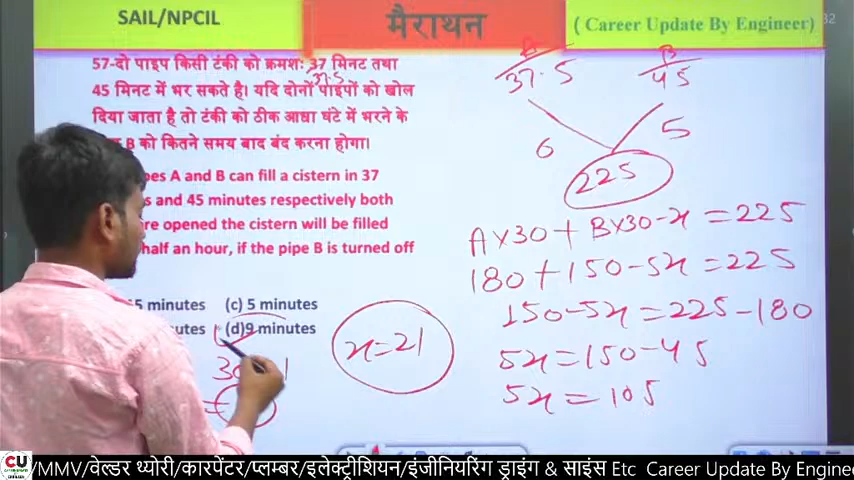 SAIL/NPCIL
मैराथन
( Career Update By Engineer)
32
57-दो पाइप किसी टंकी को क्रमशः 37 मिनट तथा
37.5
45 मिनट में भर सकते है। यदि दोनों पाइपों को खोल
दिया जाता है तो टंकी को ठीक आधा घंटे में भरने के
B को कितने समय बाद बंद करना होगा।
pes A and B can fill a cistern in 37
s and 45 minutes respectively both
re opened the cistern will be filled
half an hour, if the pipe B is turned off
5 minutes (c) 5 minutes
utes (d)9 minutes
A B
37.5 45
6 5
225
A×30+B×30-x=225
180+150-5x=225
150-5x=225-180
5x=150-45
5x=105
x=21
CU
/MMV/वेल्डर थ्योरी/कारपेंटर/प्लम्बर/इलेक्ट्रीशियन/इंजीनियरिंग ड्राइंग & साइंस Etc Career Update By Enginee